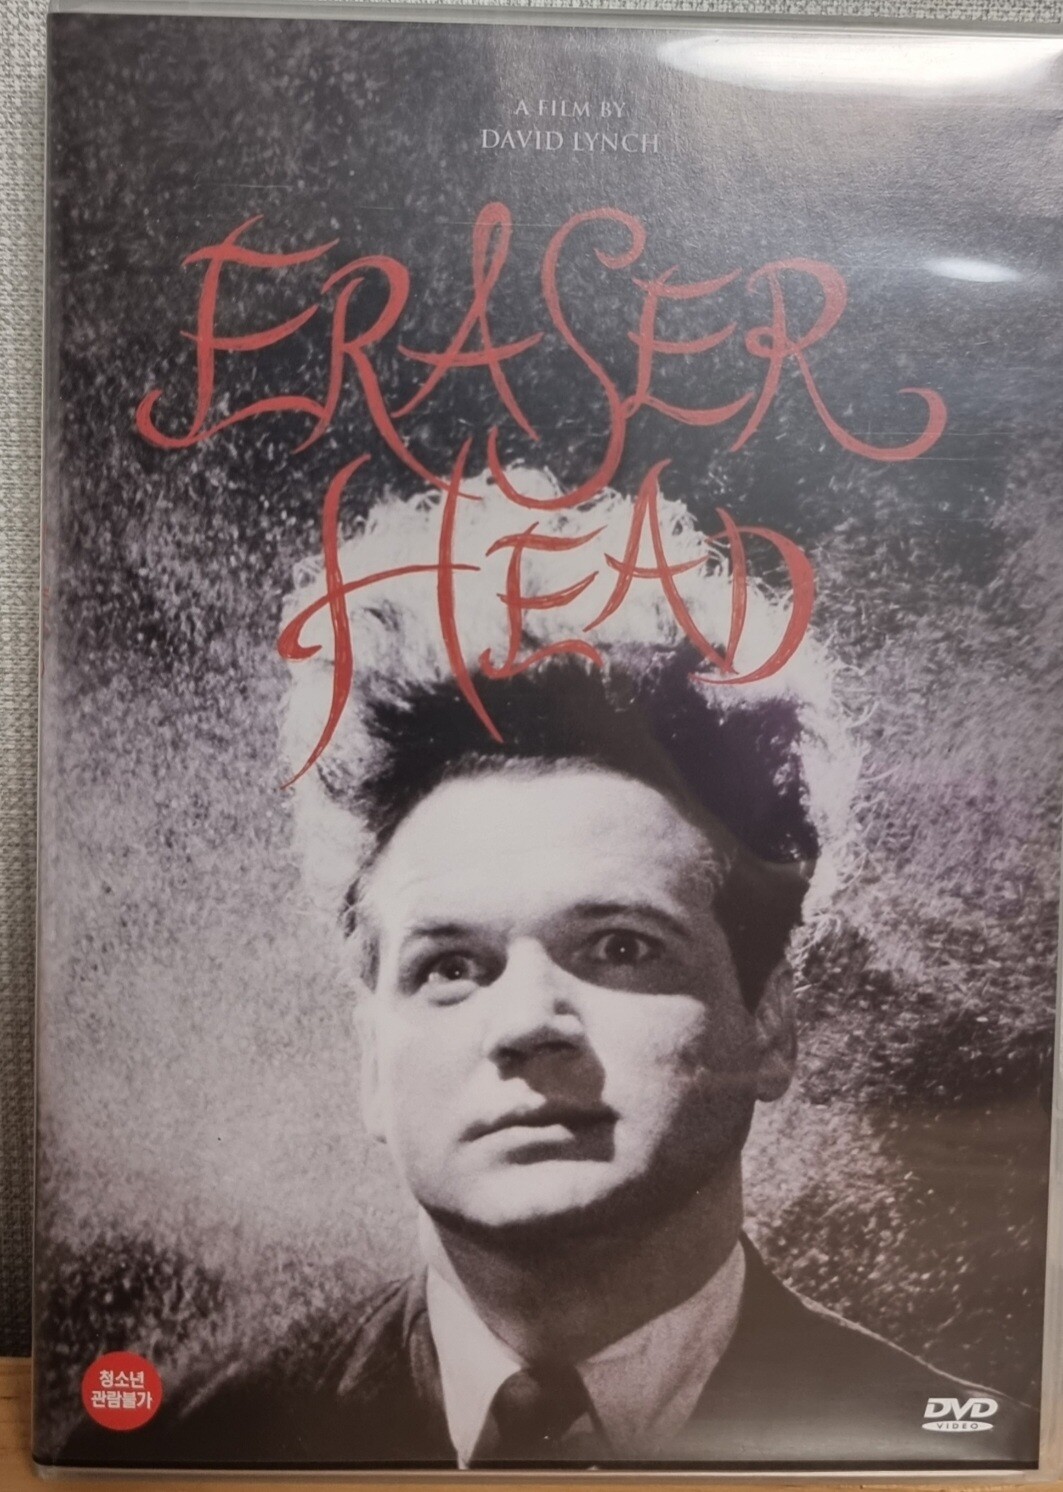 A FILM BY
DAVID LYNCH
ERASER
HEAD
청소년
관람불가
DVD
VIDEO